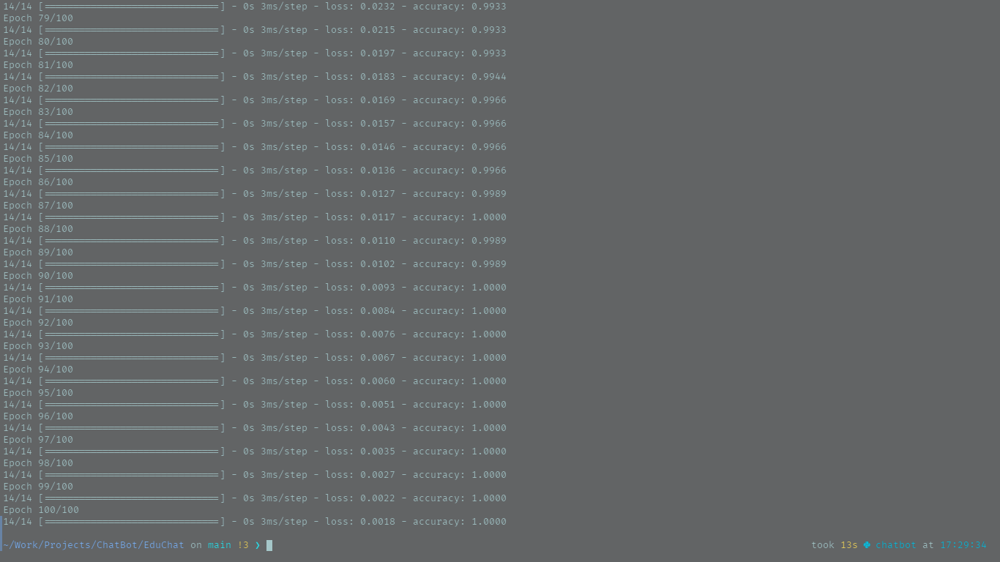 14/14 [==============================] - 0s 3ms/step - loss: 0.0232 - accuracy: 0.9933
Epoch 79/100
14/14 [==============================] - 0s 3ms/step - loss: 0.0215 - accuracy: 0.9933
Epoch 80/100
14/14 [==============================] - 0s 3ms/step - loss: 0.0197 - accuracy: 0.9933
Epoch 81/100
14/14 [==============================] - 0s 3ms/step - loss: 0.0183 - accuracy: 0.9944
Epoch 82/100
14/14 [==============================] - 0s 3ms/step - loss: 0.0169 - accuracy: 0.9966
Epoch 83/100
14/14 [==============================] - 0s 3ms/step - loss: 0.0157 - accuracy: 0.9966
Epoch 84/100
14/14 [==============================] - 0s 3ms/step - loss: 0.0146 - accuracy: 0.9966
Epoch 85/100
14/14 [==============================] - 0s 3ms/step - loss: 0.0136 - accuracy: 0.9966
Epoch 86/100
14/14 [==============================] - 0s 3ms/step - loss: 0.0127 - accuracy: 0.9989
Epoch 87/100
14/14 [==============================] - 0s 3ms/step - loss: 0.0117 - accuracy: 1.0000
Epoch 88/100
14/14 [==============================] - 0s 3ms/step - loss: 0.0110 - accuracy: 0.9989
Epoch 89/100
14/14 [==============================] - 0s 3ms/step - loss: 0.0102 - accuracy: 0.9989
Epoch 90/100
14/14 [==============================] - 0s 3ms/step - loss: 0.0093 - accuracy: 1.0000
Epoch 91/100
14/14 [==============================] - 0s 3ms/step - loss: 0.0084 - accuracy: 1.0000
Epoch 92/100
14/14 [==============================] - 0s 3ms/step - loss: 0.0076 - accuracy: 1.0000
Epoch 93/100
14/14 [==============================] - 0s 3ms/step - loss: 0.0067 - accuracy: 1.0000
Epoch 94/100
14/14 [==============================] - 0s 3ms/step - loss: 0.0060 - accuracy: 1.0000
Epoch 95/100
14/14 [==============================] - 0s 3ms/step - loss: 0.0051 - accuracy: 1.0000
Epoch 96/100
14/14 [==============================] - 0s 3ms/step - loss: 0.0043 - accuracy: 1.0000
Epoch 97/100
14/14 [==============================] - 0s 3ms/step - loss: 0.0035 - accuracy: 1.0000
Epoch 98/100
14/14 [==============================] - 0s 3ms/step - loss: 0.0027 - accuracy: 1.0000
Epoch 99/100
14/14 [==============================] - 0s 3ms/step - loss: 0.0022 - accuracy: 1.0000
Epoch 100/100
14/14 [==============================] - 0s 3ms/step - loss: 0.0018 - accuracy: 1.0000
~/Work/Projects/ChatBot/EduChat on main !3 ❯ took 13s chatbot at 17:29:34